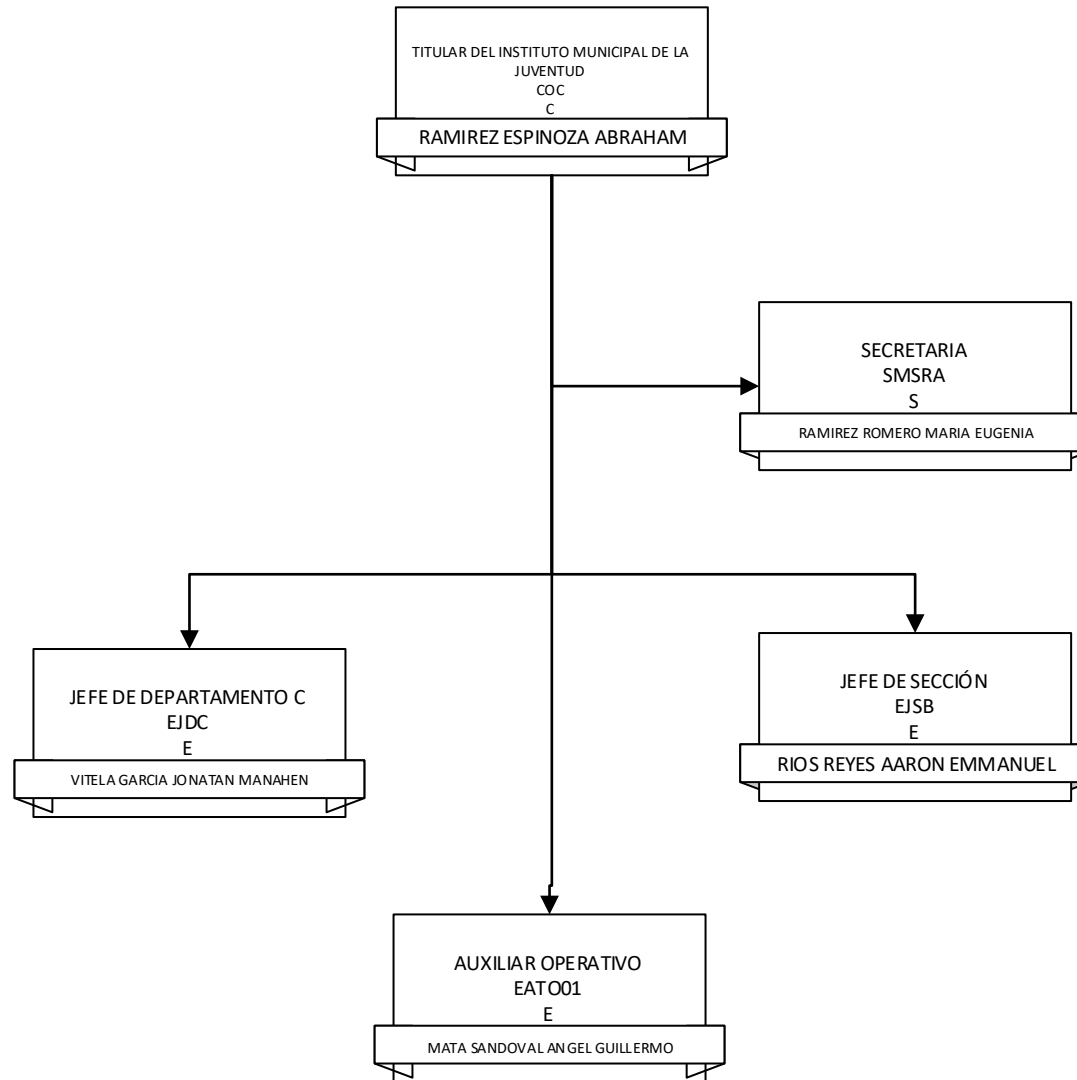 TITULAR DEL INSTITUTO MUNICIPAL DE LA
JUVENTUD
COC
C
RAMIREZ ESPINOZA ABRAHAM
SECRETARIA
SMSRA
S
RAMIREZ ROMERO MARIA EUGENIA
JEFE DE DEPARTAMENTO C
EJDC
E
VITELA GARCIA JONATAN MANAHEN
JEFE DE SECCIÓN
EJSB
E
RIOS REYES AARON EMMANUEL
AUXILIAR OPERATIVO
EATO01
E
MATA SANDOVAL ANGEL GUILLERMO